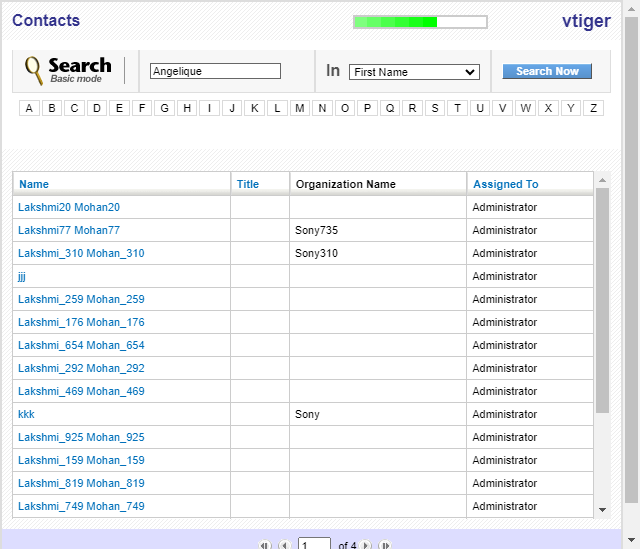 Contacts vtiger
Search
Basic mode
Angelique In First Name Search Now
A B C D E F G H I J K L M N O P Q R S T U V W X Y Z
Name Title Organization Name Assigned To
Lakshmi20 Mohan20 Administrator
Lakshmi77 Mohan77 Sony735 Administrator
Lakshmi_310 Mohan_310 Sony310 Administrator
jjj Administrator
Lakshmi_259 Mohan_259 Administrator
Lakshmi_176 Mohan_176 Administrator
Lakshmi_654 Mohan_654 Administrator
Lakshmi_292 Mohan_292 Administrator
Lakshmi_469 Mohan_469 Administrator
kkk Sony Administrator
Lakshmi_925 Mohan_925 Administrator
Lakshmi_159 Mohan_159 Administrator
Lakshmi_819 Mohan_819 Administrator
Lakshmi_749 Mohan_749 Administrator
1 of 4